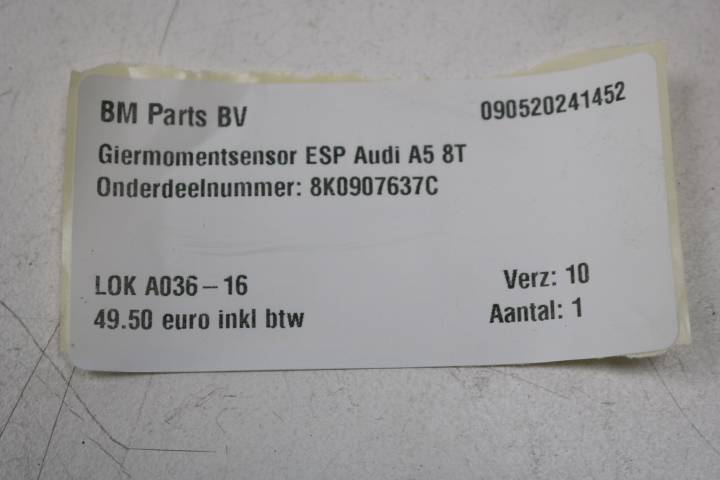 BM Parts BV
090520241452
Giermomentsensor ESP Audi A5 8T
Onderdeelnummer: 8K0907637C
LOK A036-16
Verz: 10
49.50 euro inkl btw
Aantal: 1